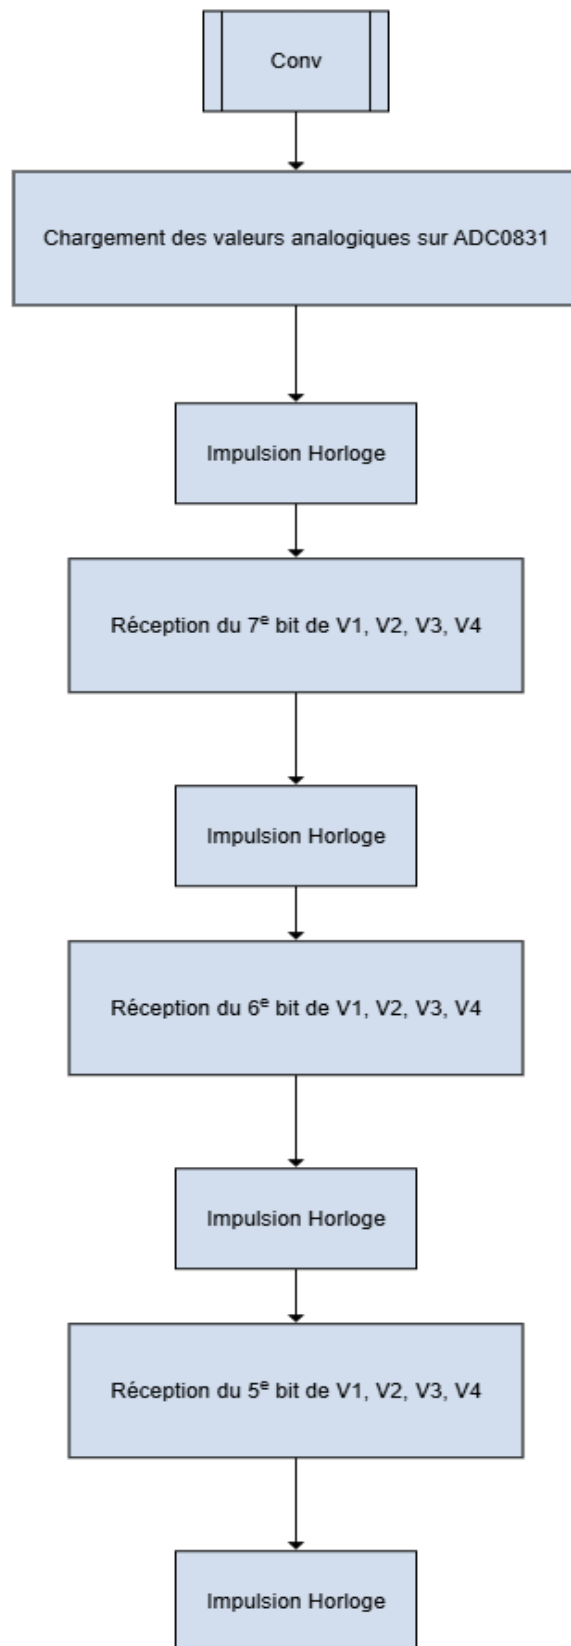 Conv
Chargement des valeurs analogiques sur ADC0831
Impulsion Horloge
Réception du 7ᵉ bit de V1, V2, V3, V4
Impulsion Horloge
Réception du 6ᵉ bit de V1, V2, V3, V4
Impulsion Horloge
Réception du 5ᵉ bit de V1, V2, V3, V4
Impulsion Horloge